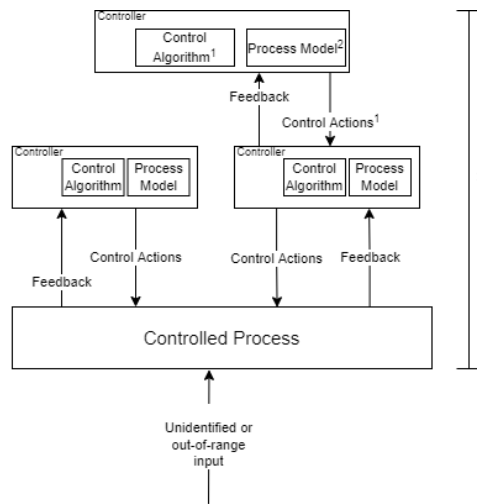 Controller
Control
Algorithm¹
Process Model²
Feedback
Control Actions¹
Controller
Control
Algorithm
Process
Model
Controller
Control
Algorithm
Process
Model
Control Actions
Feedback
Control Actions
Feedback
Controlled Process
Unidentified or
out-of-range
input